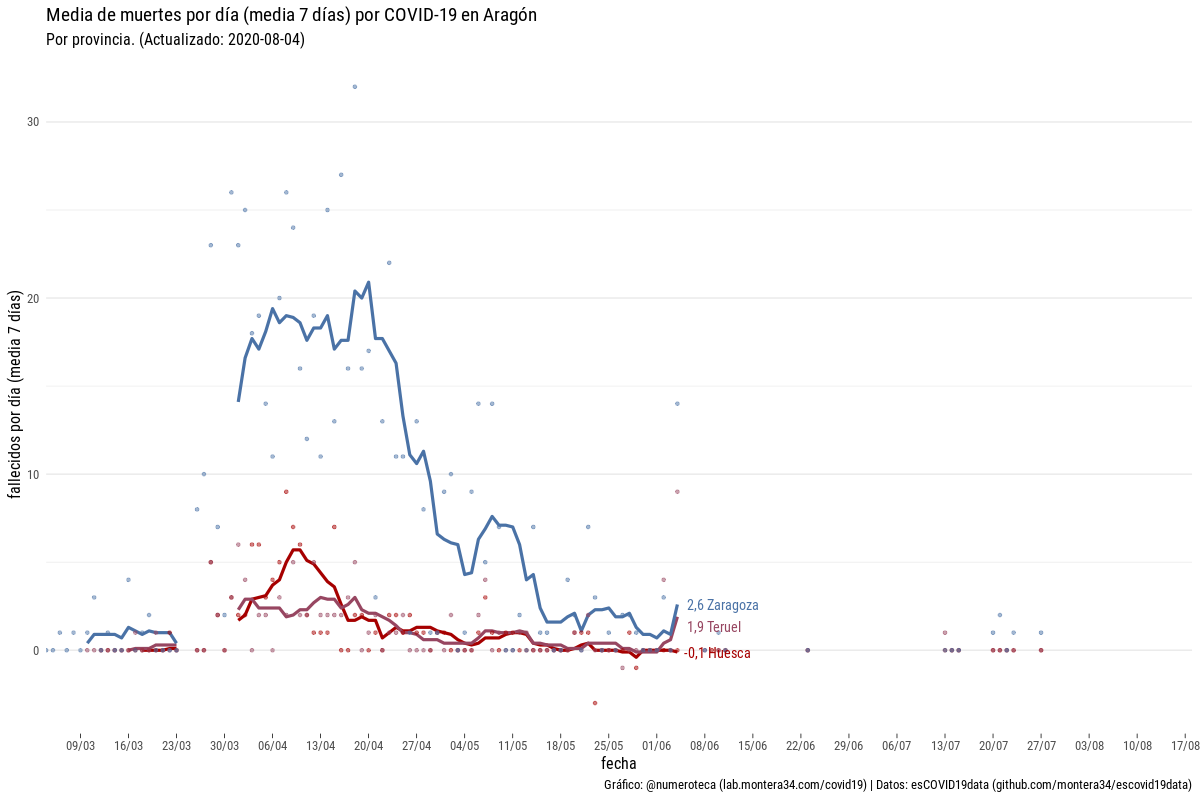 Media de muertes por día (media 7 días) por COVID-19 en Aragón
Por provincia. (Actualizado: 2020-08-04)
fallecidos por día (media 7 días)
30
20
10
0
2,6 Zaragoza
1,9 Teruel
-0,1 Huesca
09/03 16/03 23/03 30/03 06/04 13/04 20/04 27/04 04/05 11/05 18/05 25/05 01/06 08/06 15/06 22/06 29/06 06/07 13/07 20/07 27/07 03/08 10/08 17/08
fecha
Gráfico: @numeroteca (lab.montera34.com/covid19) | Datos: esCOVID19data (github.com/montera34/escovid19data)